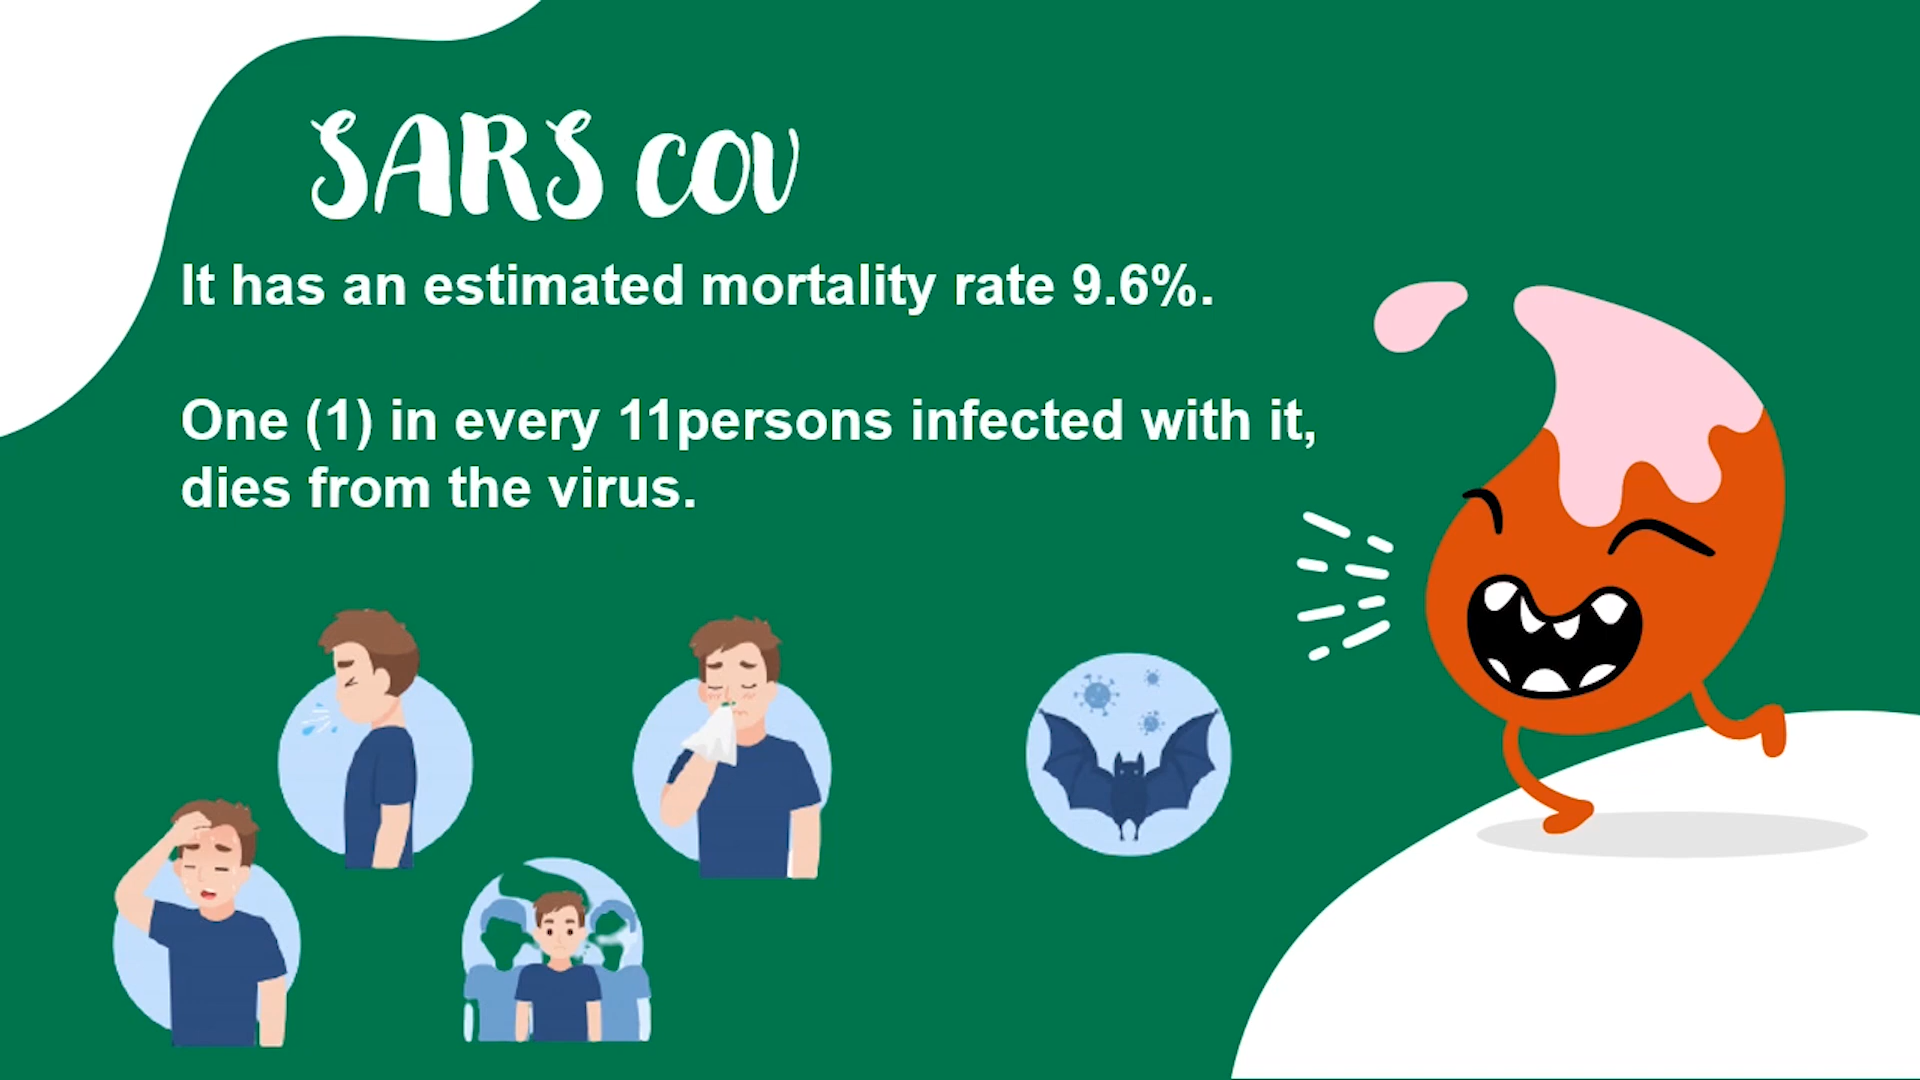 SARS cov
It has an estimated mortality rate 9.6%.
One (1) in every 11persons infected with it,
dies from the virus.